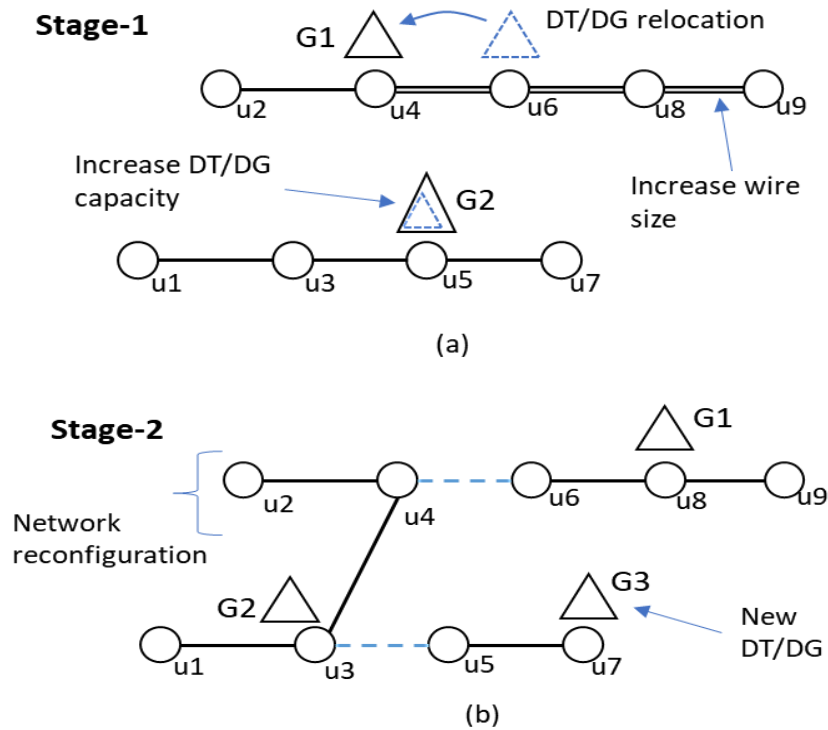 Stage-1
G1
DT/DG relocation
u2
u4
u6
u8
u9
Increase DT/DG
capacity
G2
Increase wire
size
u1
u3
u5
u7
(a)
Stage-2
G1
u2
u4
u6
u8
u9
Network
reconfiguration
G2
G3
New
DT/DG
u1
u3
u5
u7
(b)